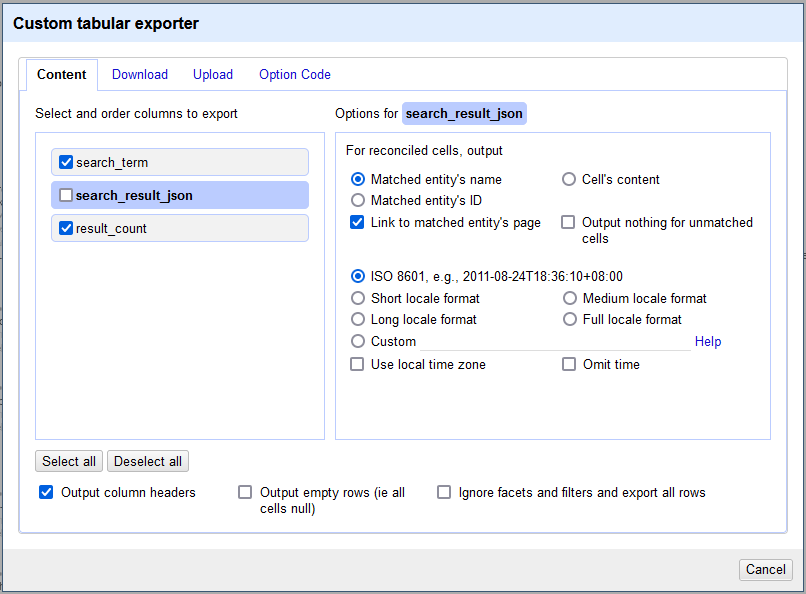 Custom tabular exporter
Content Download Upload Option Code
Select and order columns to export
Options for search_result_json
search_term
search_result_json
result_count
For reconciled cells, output
Matched entity's name Cell's content
Matched entity's ID
Link to matched entity's page Output nothing for unmatched
cells
ISO 8601, e.g., 2011-08-24T18:36:10+08:00
Short locale format Medium locale format
Long locale format Full locale format
Custom Help
Use local time zone Omit time
Select all Deselect all
Output column headers Output empty rows (ie all
cells null) Ignore facets and filters and export all rows
Cancel